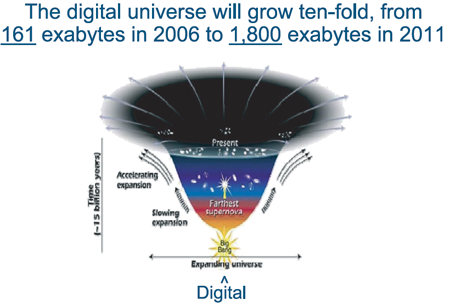 The digital universe will grow ten-fold, from
161 exabytes in 2006 to 1,800 exabytes in 2011
Present
Accelerating
expansion
Farthest
supernova
Time
(~15 billion years)
Slowing
expansion
Big
Bang
Expanding universe
^
Digital